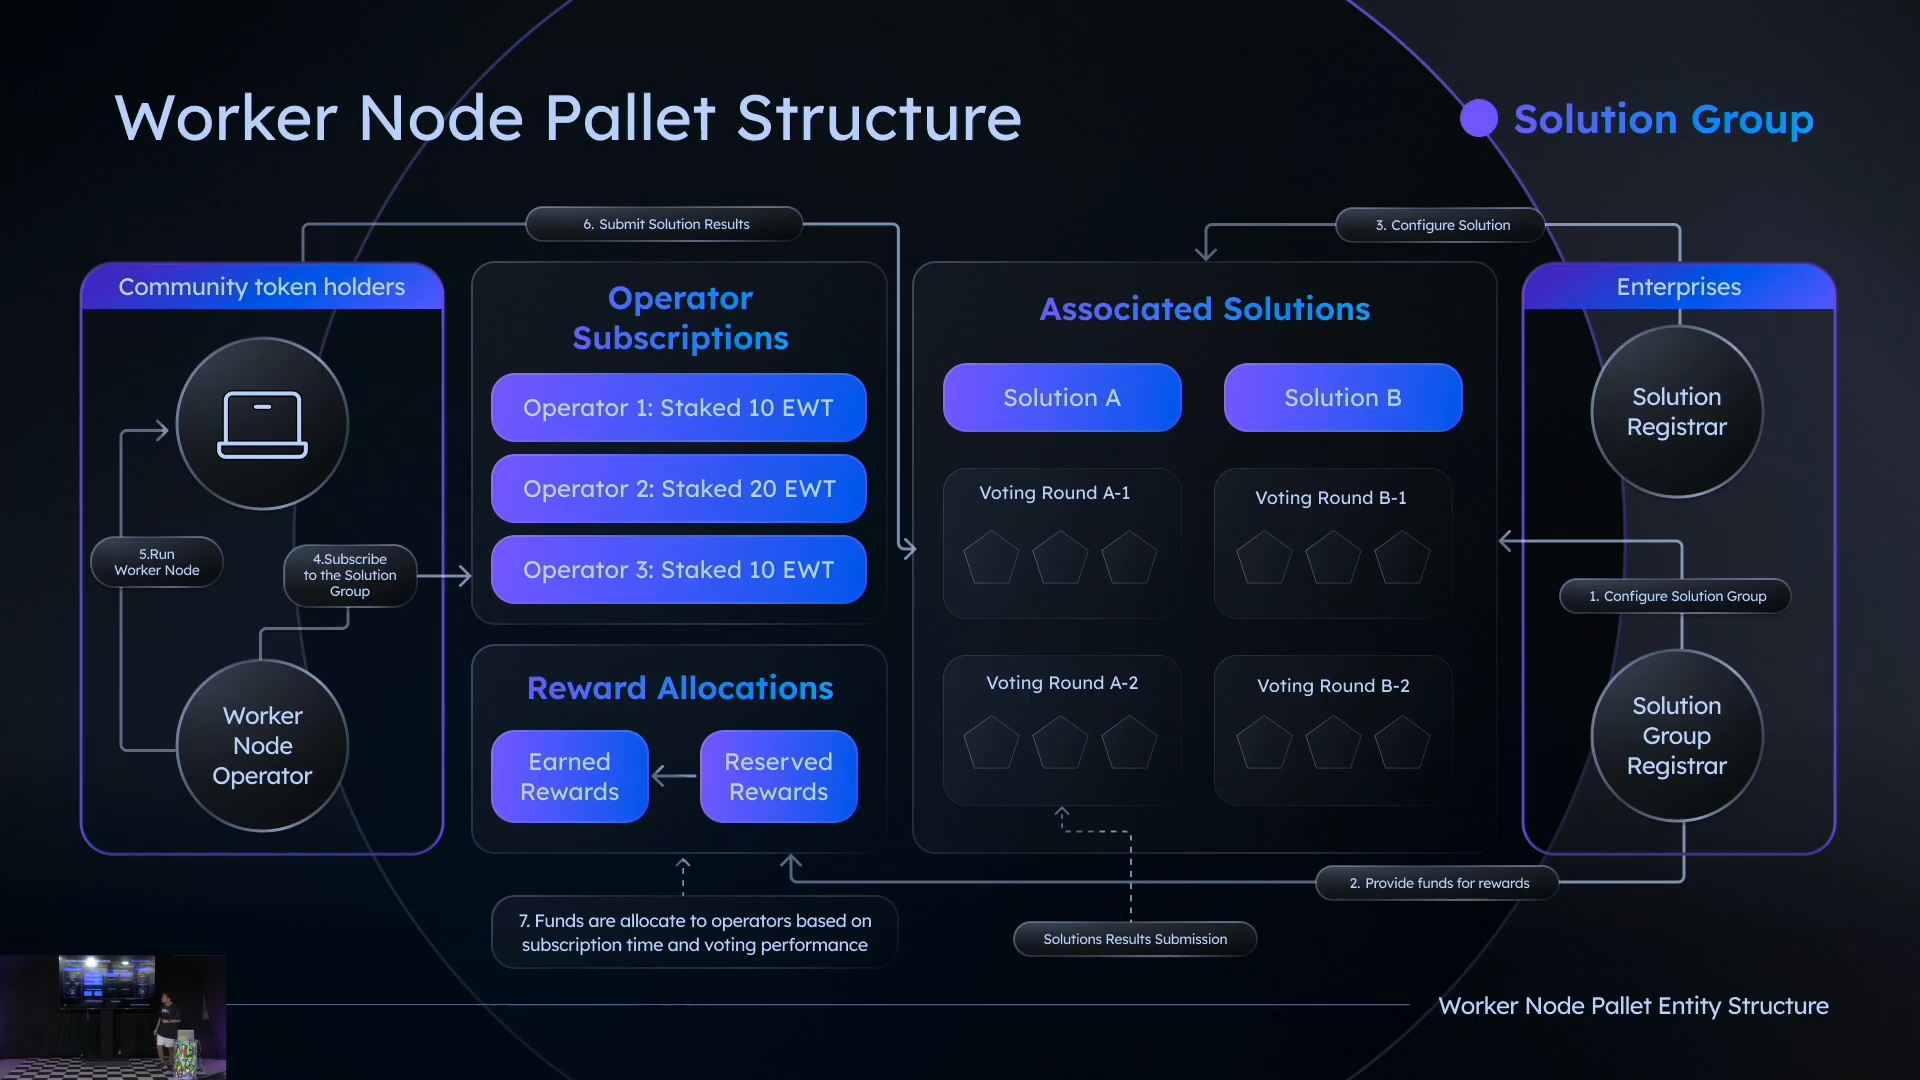 Worker Node Pallet Structure
Solution Group
6. Submit Solution Results
3. Configure Solution
Community token holders
5.Run
Worker Node
4.Subscribe
to the Solution
Group
Worker
Node
Operator
Operator
Subscriptions
Operator 1: Staked 10 EWT
Operator 2: Staked 20 EWT
Operator 3: Staked 10 EWT
Reward Allocations
Earned
Rewards
Reserved
Rewards
7. Funds are allocate to operators based on
subscription time and voting performance
Associated Solutions
Solution A
Solution B
Voting Round A-1
Voting Round B-1
Voting Round A-2
Voting Round B-2
Solutions Results Submission
Enterprises
Solution
Registrar
1. Configure Solution Group
Solution
Group
Registrar
2. Provide funds for rewards
Worker Node Pallet Entity Structure